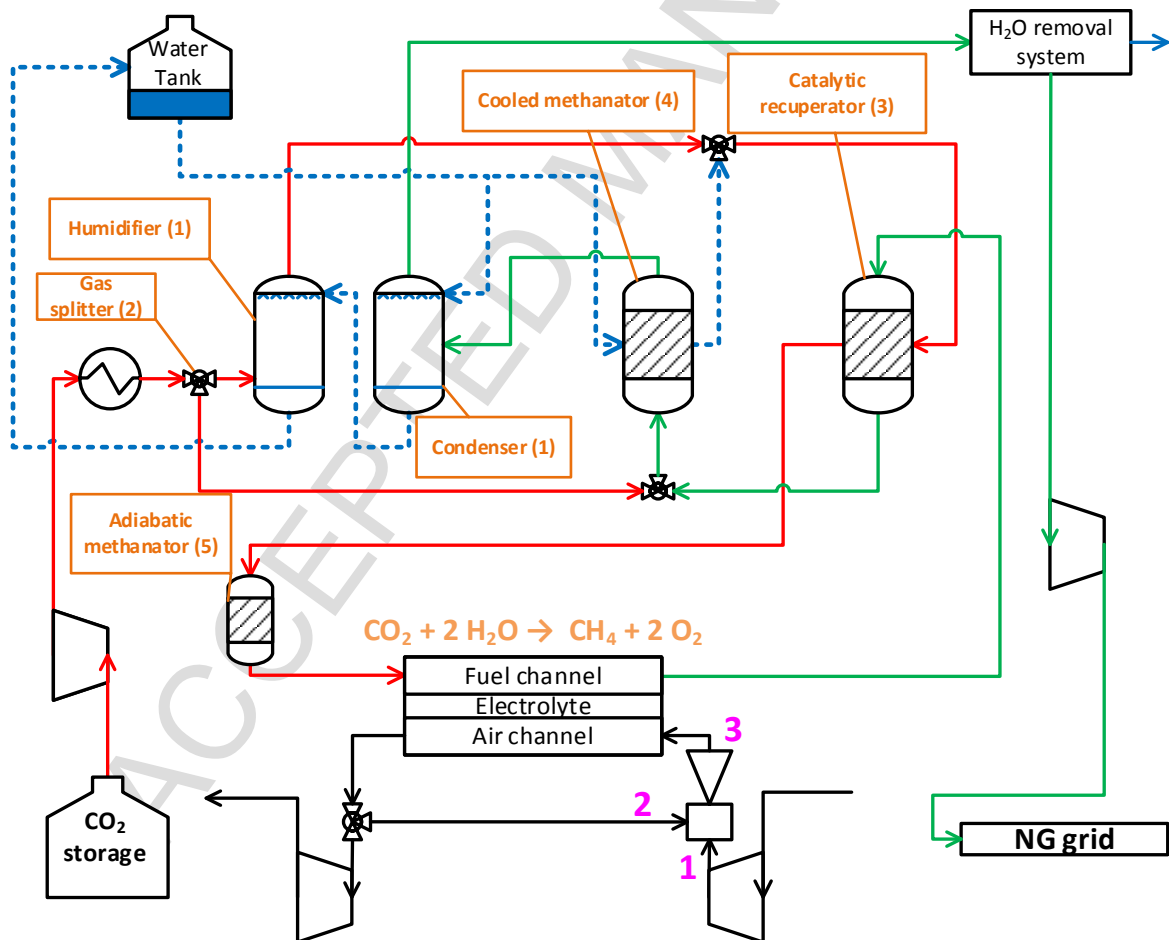 Water
Tank
H₂O removal
system
Cooled methanator (4)
Catalytic
recuperator (3)
Humidifier (1)
Gas
splitter (2)
Condenser (1)
Adiabatic
methanator (5)
CO₂ + 2 H₂O → CH₄ + 2 O₂
Fuel channel
Electrolyte
Air channel
3
2
1
CO₂
storage
NG grid
ACCEPTED MAN